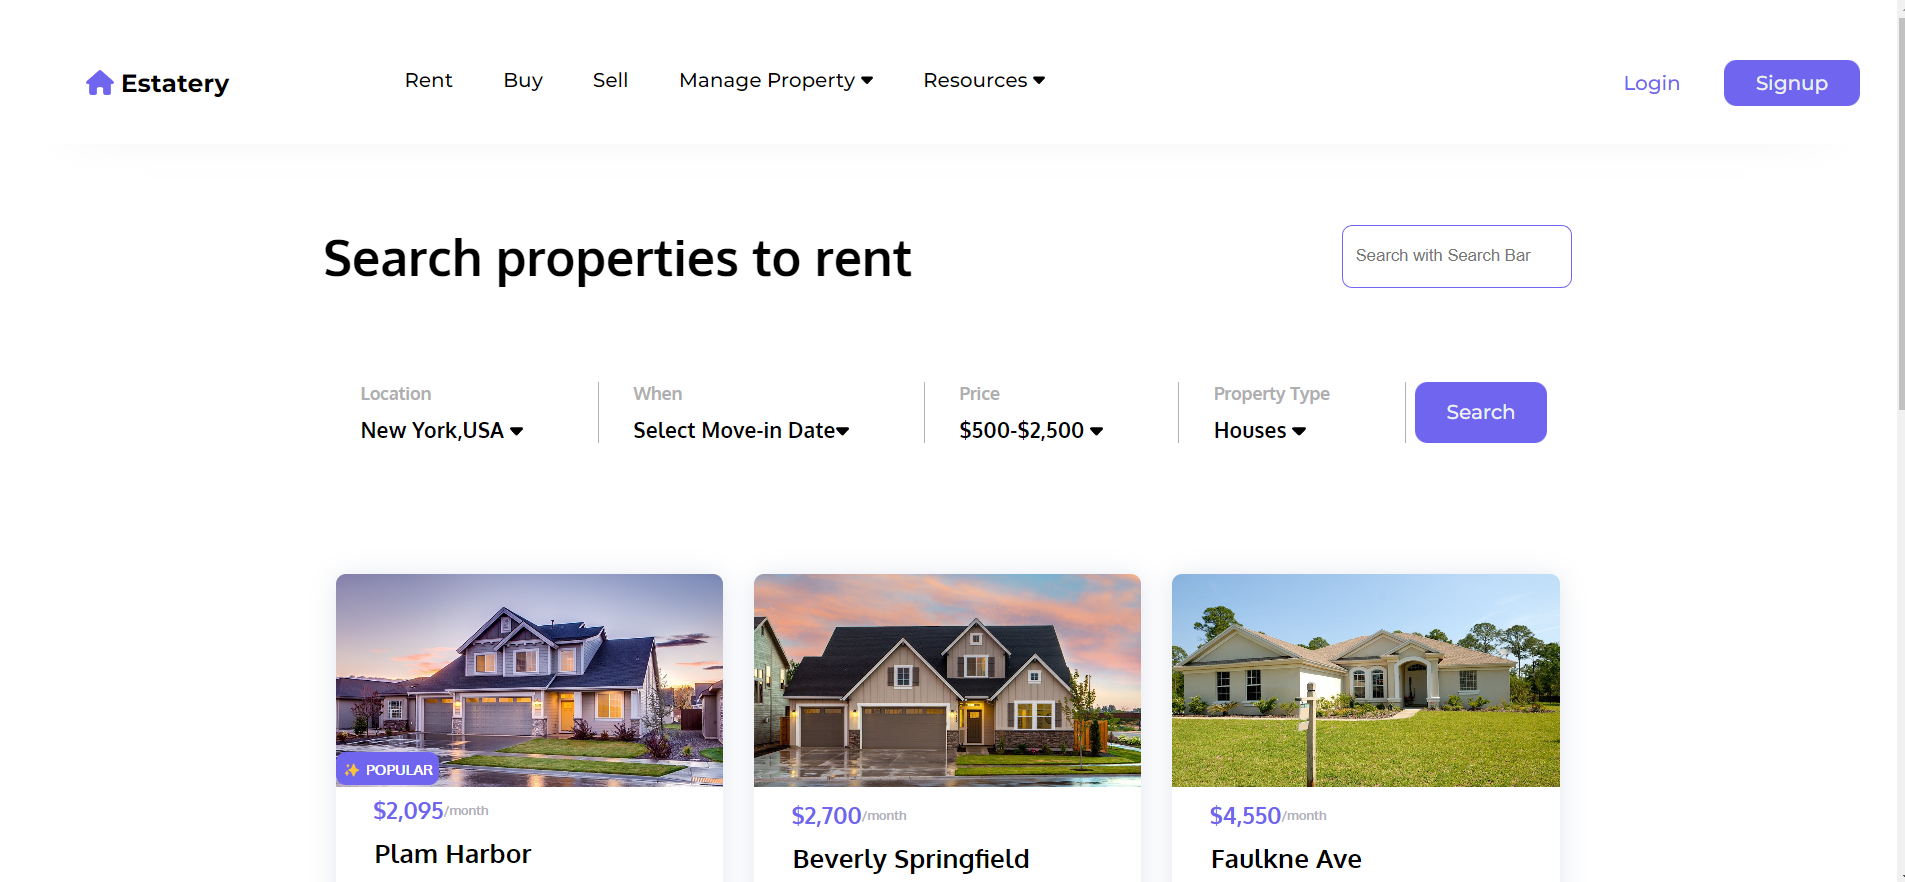 Estatery
Rent Buy Sell Manage Property Resources
Login Signup
Search properties to rent
Search with Search Bar
Location When Price Property Type
New York,USA Select Move-in Date $500-$2,500 Houses
Search
POPULAR
$2,095/month $2,700/month $4,550/month
Plam Harbor Beverly Springfield Faulkne Ave